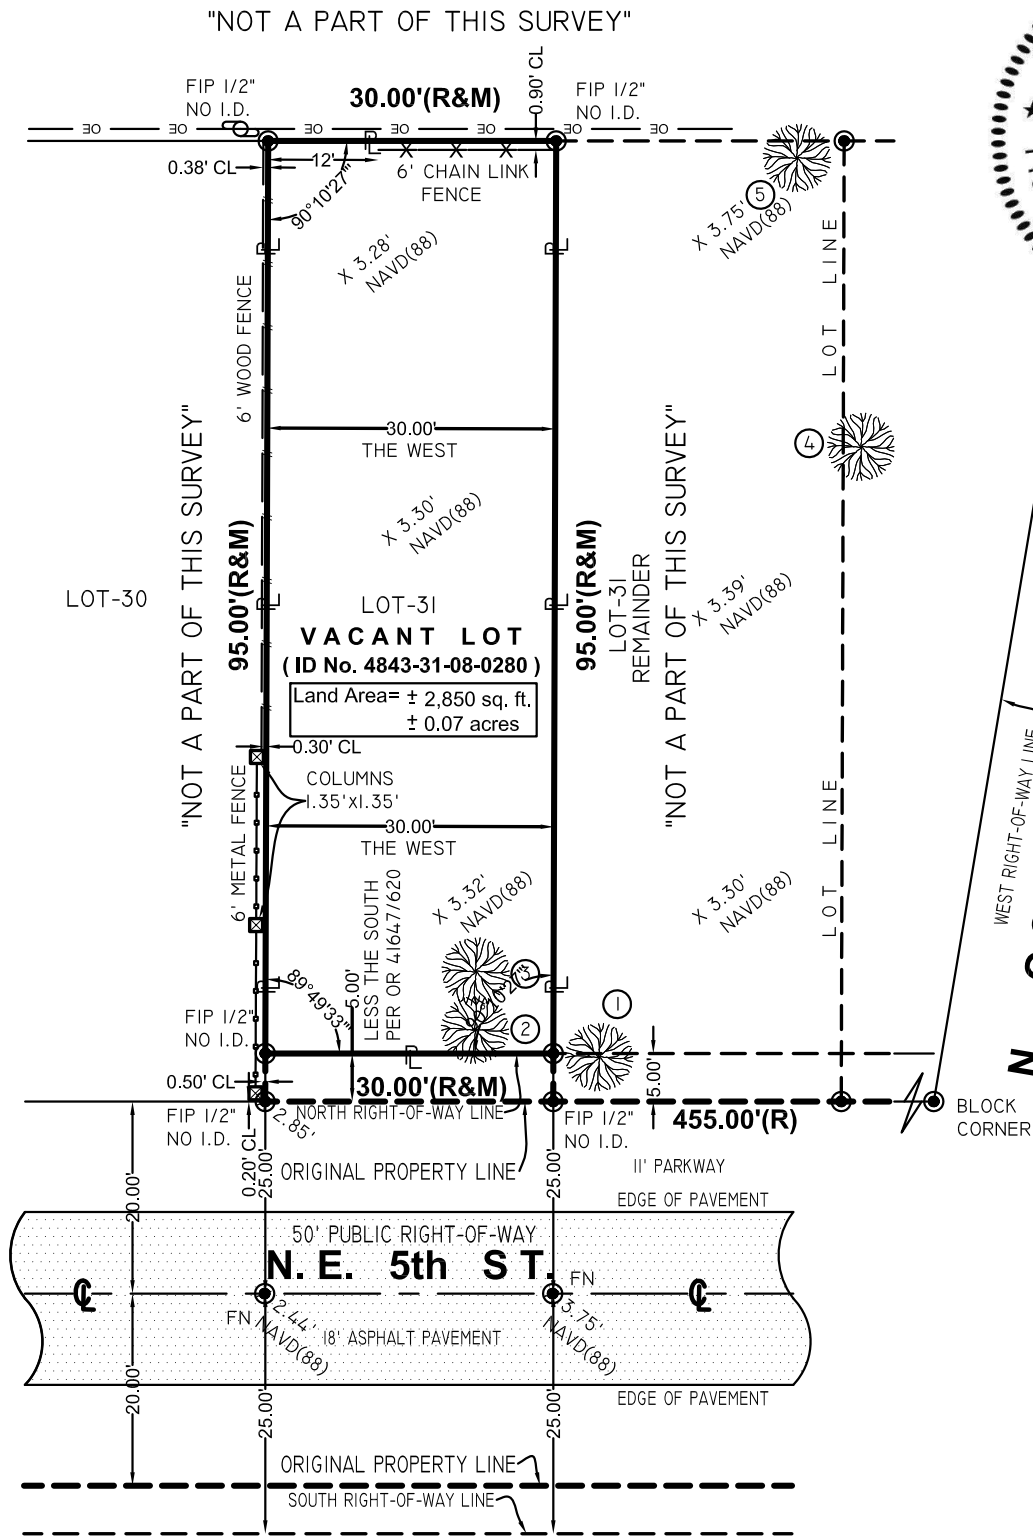 "NOT A PART OF THIS SURVEY"
FIP 1/2"
NO I.D.
30.00'(R&M)
0.90' CL
FIP 1/2"
NO I.D.
OE OE OE OE OE OE OE
0.38' CL
12'
90°10'27"
6' CHAIN LINK
FENCE
5
X 3.28'
NAVD(88)
X 3.75'
NAVD(88)
LOT LINE
6' WOOD FENCE
30.00'
THE WEST
4
"NOT A PART OF THIS SURVEY"
"NOT A PART OF THIS SURVEY"
X 3.30'
NAVD(88)
95.00'(R&M)
95.00'(R&M)
LOT-30
LOT-31
LOT-31
REMAINDER
X 3.39'
NAVD(88)
VACANT LOT
( ID No. 4843-31-08-0280 )
Land Area= ± 2,850 sq. ft.
± 0.07 acres
0.30' CL
COLUMNS
1.35'x1.35'
6' METAL FENCE
30.00'
THE WEST
LOT LINE
WEST RIGHT-OF-WAY LINE
X 3.32'
NAVD(88)
X 3.30'
NAVD(88)
LESS THE SOUTH
PER OR 41647/620
5.00'
89°49'33"
3
2
1
FIP 1/2"
NO I.D.
N
0.50' CL
30.00'(R&M)
5.00'
NORTH RIGHT-OF-WAY LINE
FIP 1/2"
NO I.D.
2.85'
FIP 1/2"
NO I.D.
455.00'(R)
BLOCK
CORNER
0.20' CL
ORIGINAL PROPERTY LINE
11' PARKWAY
20.00'
25.00'
25.00'
EDGE OF PAVEMENT
50' PUBLIC RIGHT-OF-WAY
N. E. 5th ST.
CL
CL
FN
FN
2.44'
NAVD(88)
3.75'
NAVD(88)
18' ASPHALT PAVEMENT
20.00'
25.00'
25.00'
EDGE OF PAVEMENT
ORIGINAL PROPERTY LINE
SOUTH RIGHT-OF-WAY LINE